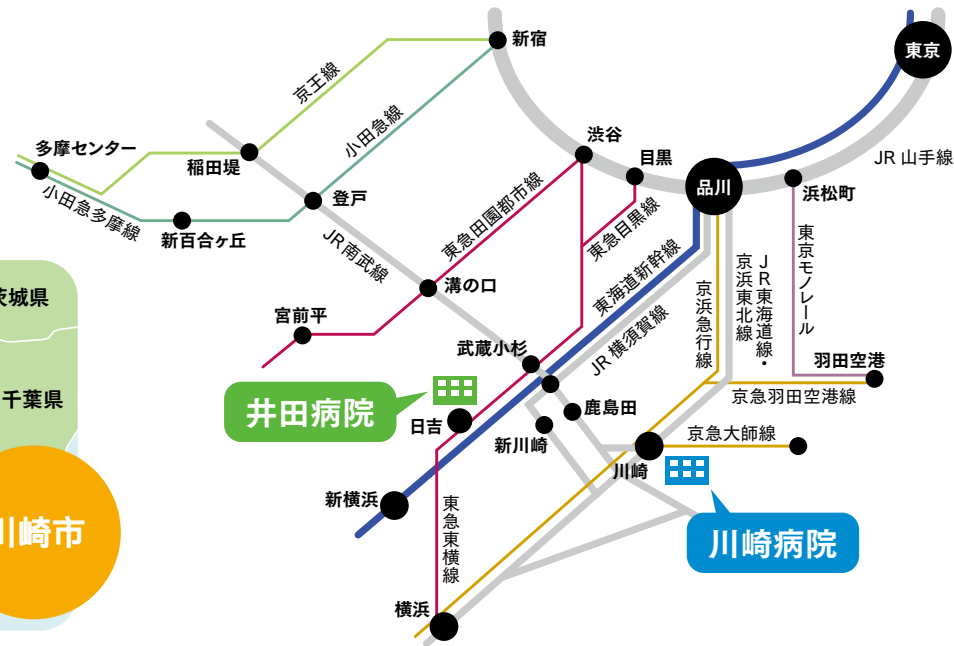 新宿
東京
京王線
小田急線
渋谷
目黒
JR 山手線
多摩センター
稲田堤
品川
浜松町
小田急多摩線
登戸
新百合ヶ丘
東急田園都市線
東急目黒線
JR 南武線
東海道新幹線
京浜急行線
京浜東北線
JR東海道線・
東京モノレール
溝の口
茨城県
宮前平
武蔵小杉
JR 横須賀線
羽田空港
千葉県
井田病院
日吉
鹿島田
新川崎
京急羽田空港線
京急大師線
川崎
新横浜
東急東横線
川崎市
川崎病院
横浜